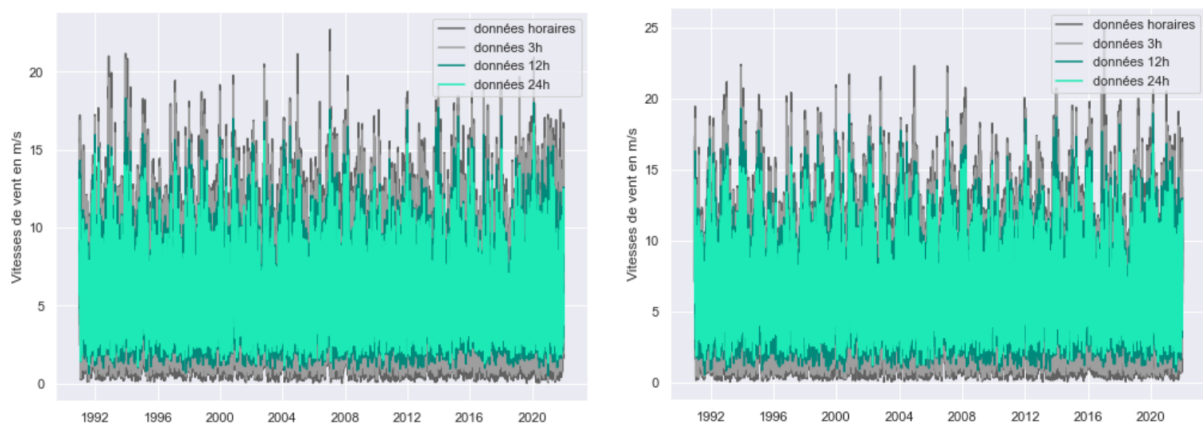 Vitesses de vent en m/s
20
15
10
5
0
1992 1996 2000 2004 2008 2012 2016 2020
données horaires
données 3h
données 12h
données 24h
Vitesses de vent en m/s
25
20
15
10
5
0
1992 1996 2000 2004 2008 2012 2016 2020
données horaires
données 3h
données 12h
données 24h